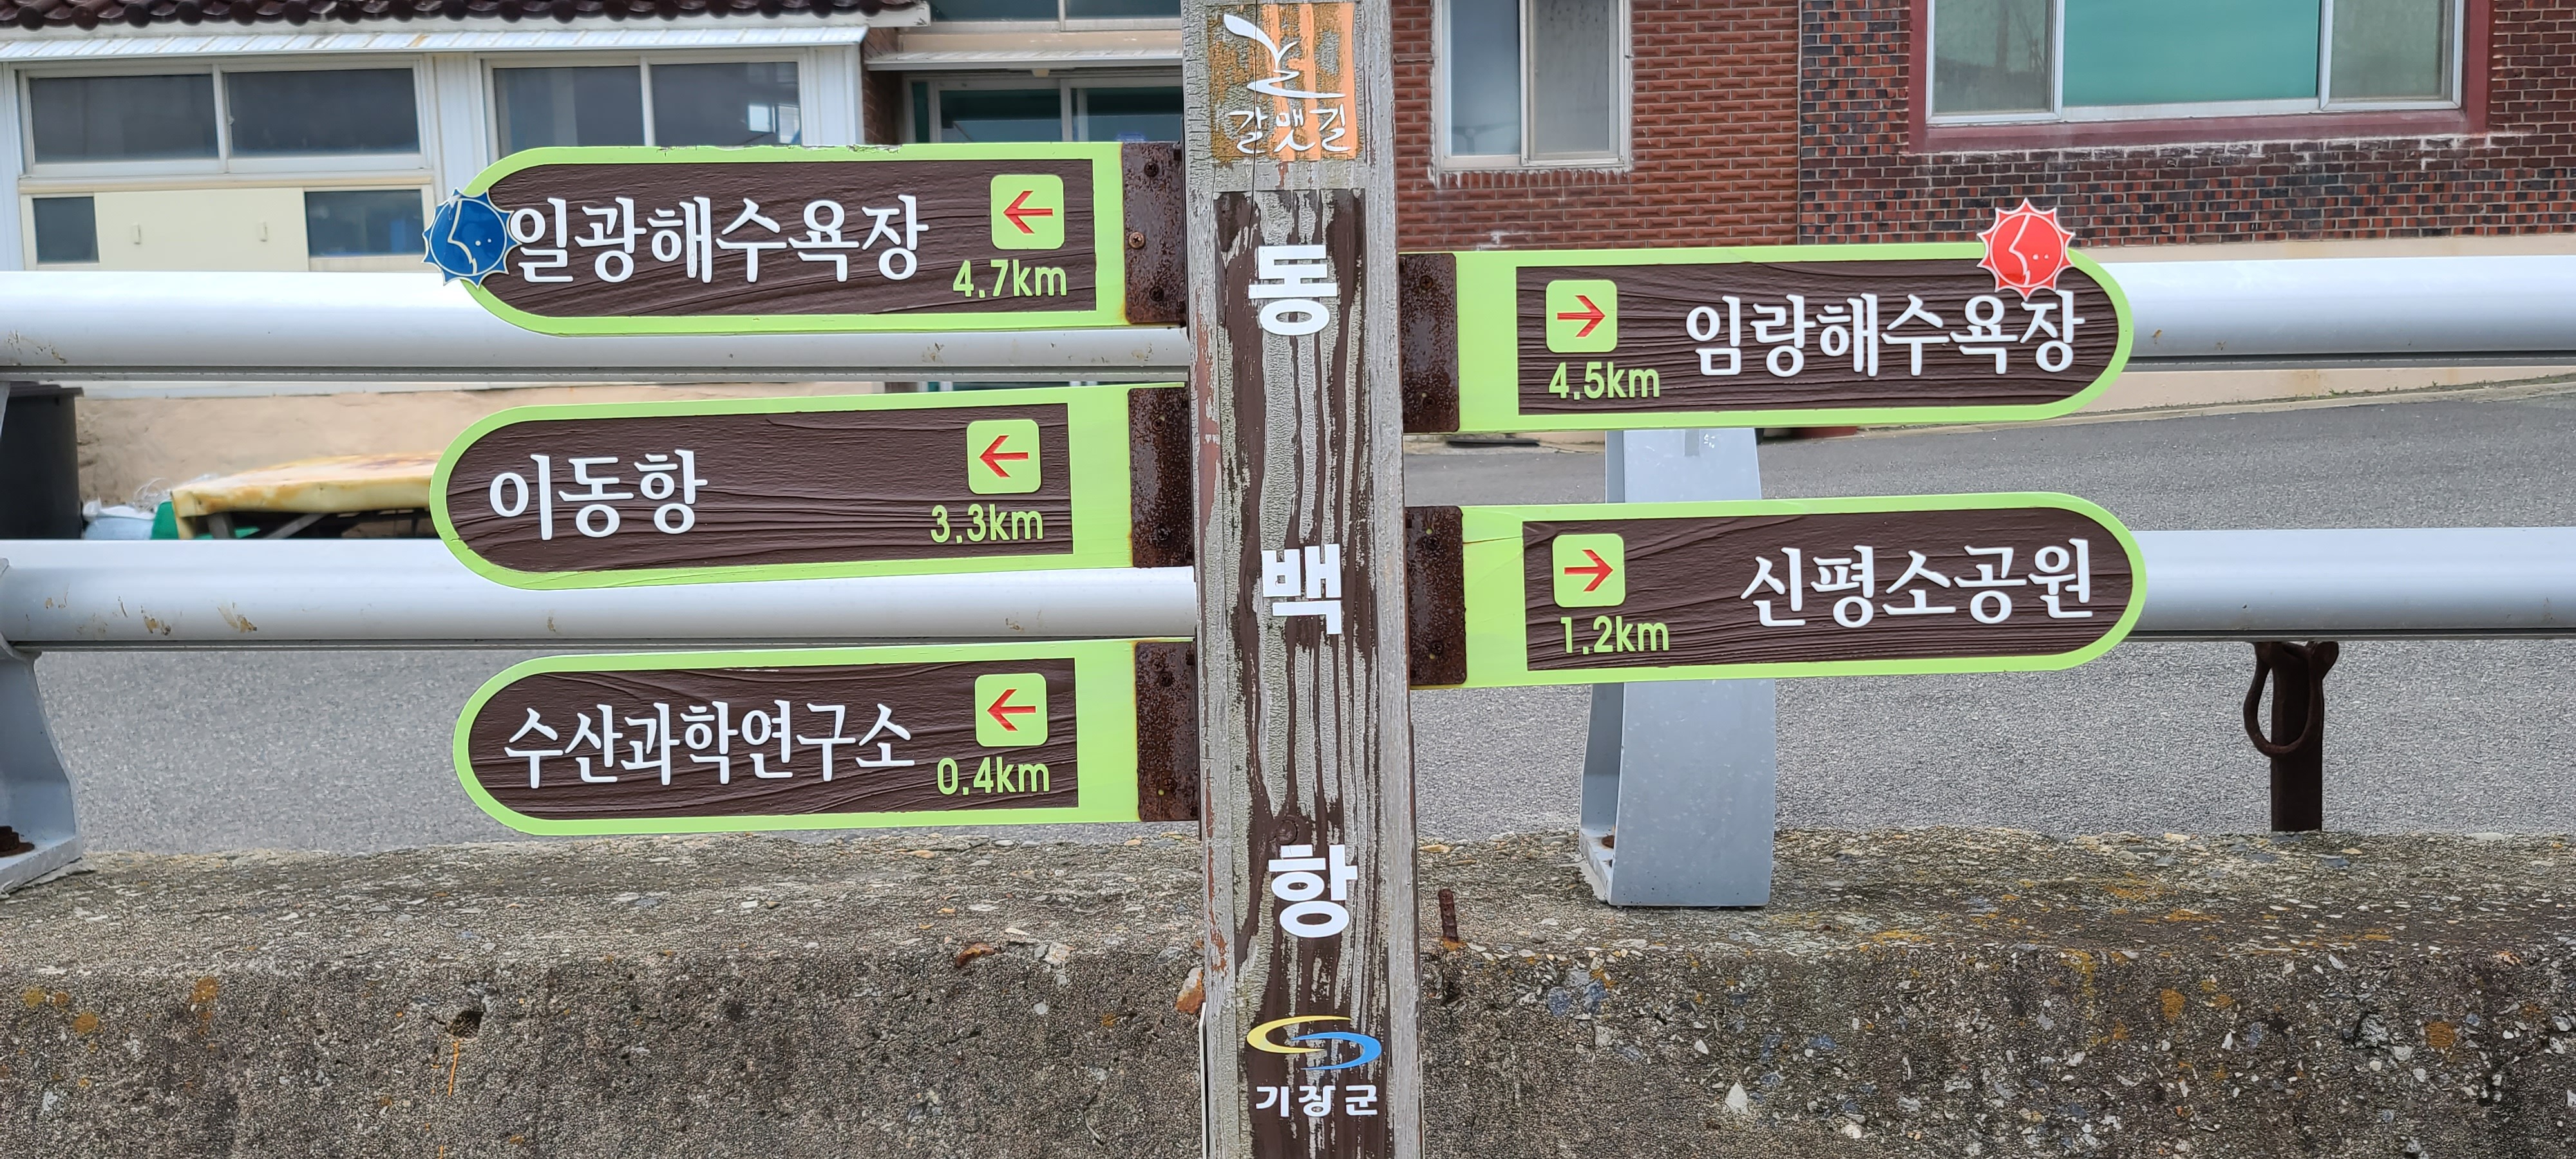 갈맷길
일광해수욕장
4.7km
이동항
3.3km
수산과학연구소
0.4km
동
백
항
임랑해수욕장
4.5km
신평소공원
1.2km
기장군